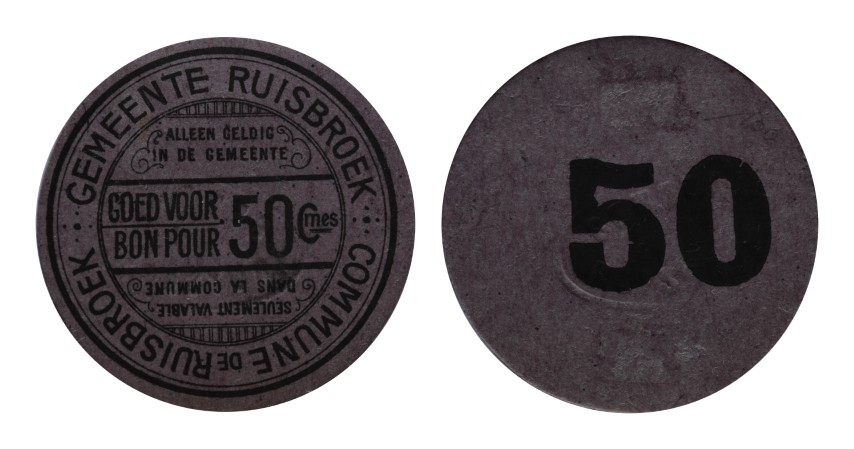 GEMEENTE RUISBROEK
ALLEEN GELDIG
IN DE GEMEENTE
GOED VOOR
BON POUR
50 Cmes
SEULEMENT VALABLE
DANS LA COMMUNE
COMMUNE DE RUISBROEK
50